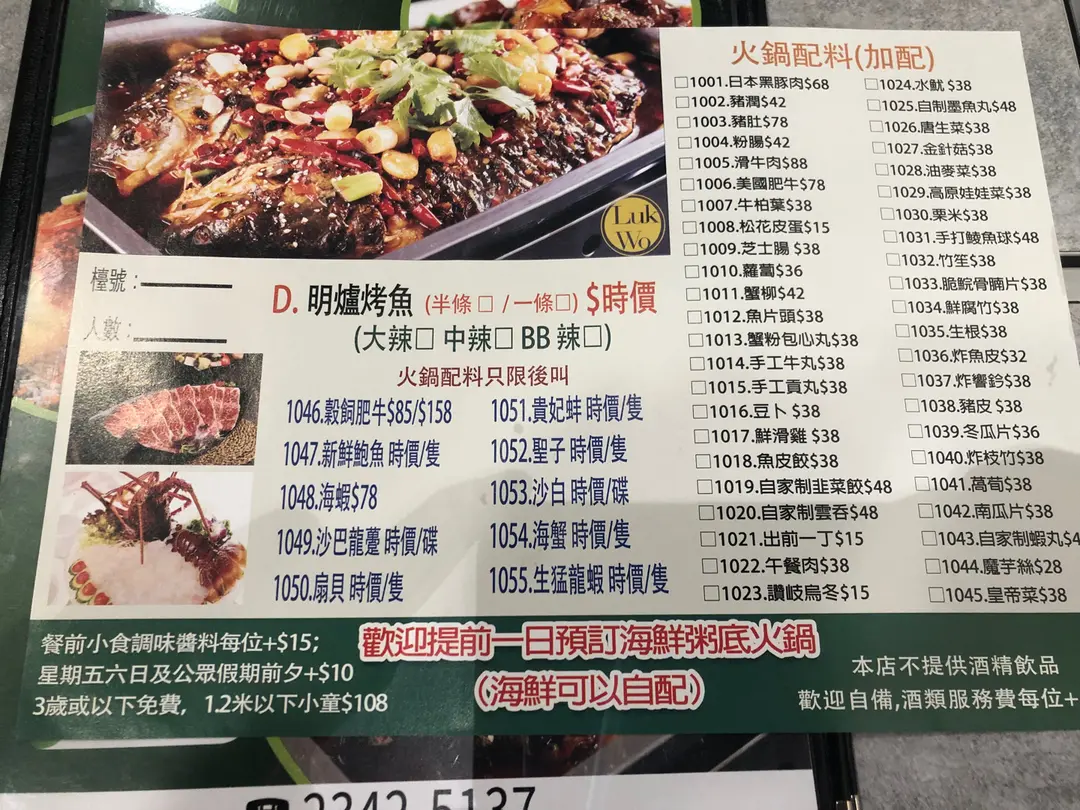 Luk
Wo
檯號：
人數：
D. 明爐烤魚 (半條 □ / 一條□) $時價
(大辣□ 中辣□ BB 辣□)
火鍋配料只限後叫
1046.穀飼肥牛$85/$158
1047.新鮮鮑魚 時價/隻
1048.海蝦$78
1049.沙巴龍躉 時價/碟
1050.扇貝 時價/隻
1051.貴妃蚌 時價/隻
1052.聖子 時價/隻
1053.沙白 時價/碟
1054.海蟹 時價/隻
1055.生猛龍蝦 時價/隻
火鍋配料(加配)
□1001.日本黑豚肉$68
□1002.豬潤$42
□1003.豬肚$78
□1004.粉腸$42
□1005.滑牛肉$88
□1006.美國肥牛$78
□1007.牛柏葉$38
□1008.松花皮蛋$15
□1009.芝士腸 $38
□1010.蘿蔔$36
□1011.蟹柳$42
□1012.魚片頭$38
□1013.蟹粉包心丸$38
□1014.手工牛丸$38
□1015.手工貢丸$38
□1016.豆卜 $38
□1017.鮮滑雞 $38
□1018.魚皮餃$38
□1019.自家制韭菜餃$48
□1020.自家制雲吞$48
□1021.出前一丁$15
□1022.午餐肉$38
□1023.讚岐烏冬$15
□1024.水魷 $38
□1025.自制墨魚丸$48
□1026.唐生菜$38
□1027.金針菇$38
□1028.油麥菜$38
□1029.高原娃娃菜$38
□1030.粟米$38
□1031.手打鯪魚球$48
□1032.竹笙$38
□1033.脆鯇骨腩片$38
□1034.鮮腐竹$38
□1035.生根$38
□1036.炸魚皮$32
□1037.炸響鈴$38
□1038.豬皮 $38
□1039.冬瓜片$36
□1040.炸枝竹$38
□1041.萵荀$38
□1042.南瓜片$38
□1043.自家制蝦丸$4
□1044.魔芋絲$28
□1045.皇帝菜$38
餐前小食調味醬料每位+$15;
星期五六日及公眾假期前夕+$10
3歲或以下免費, 1.2米以下小童$108
歡迎提前一日預訂海鮮粥底火鍋
(海鮮可以自配)
本店不提供酒精飲品
歡迎自備,酒類服務費每位+
2342 5137